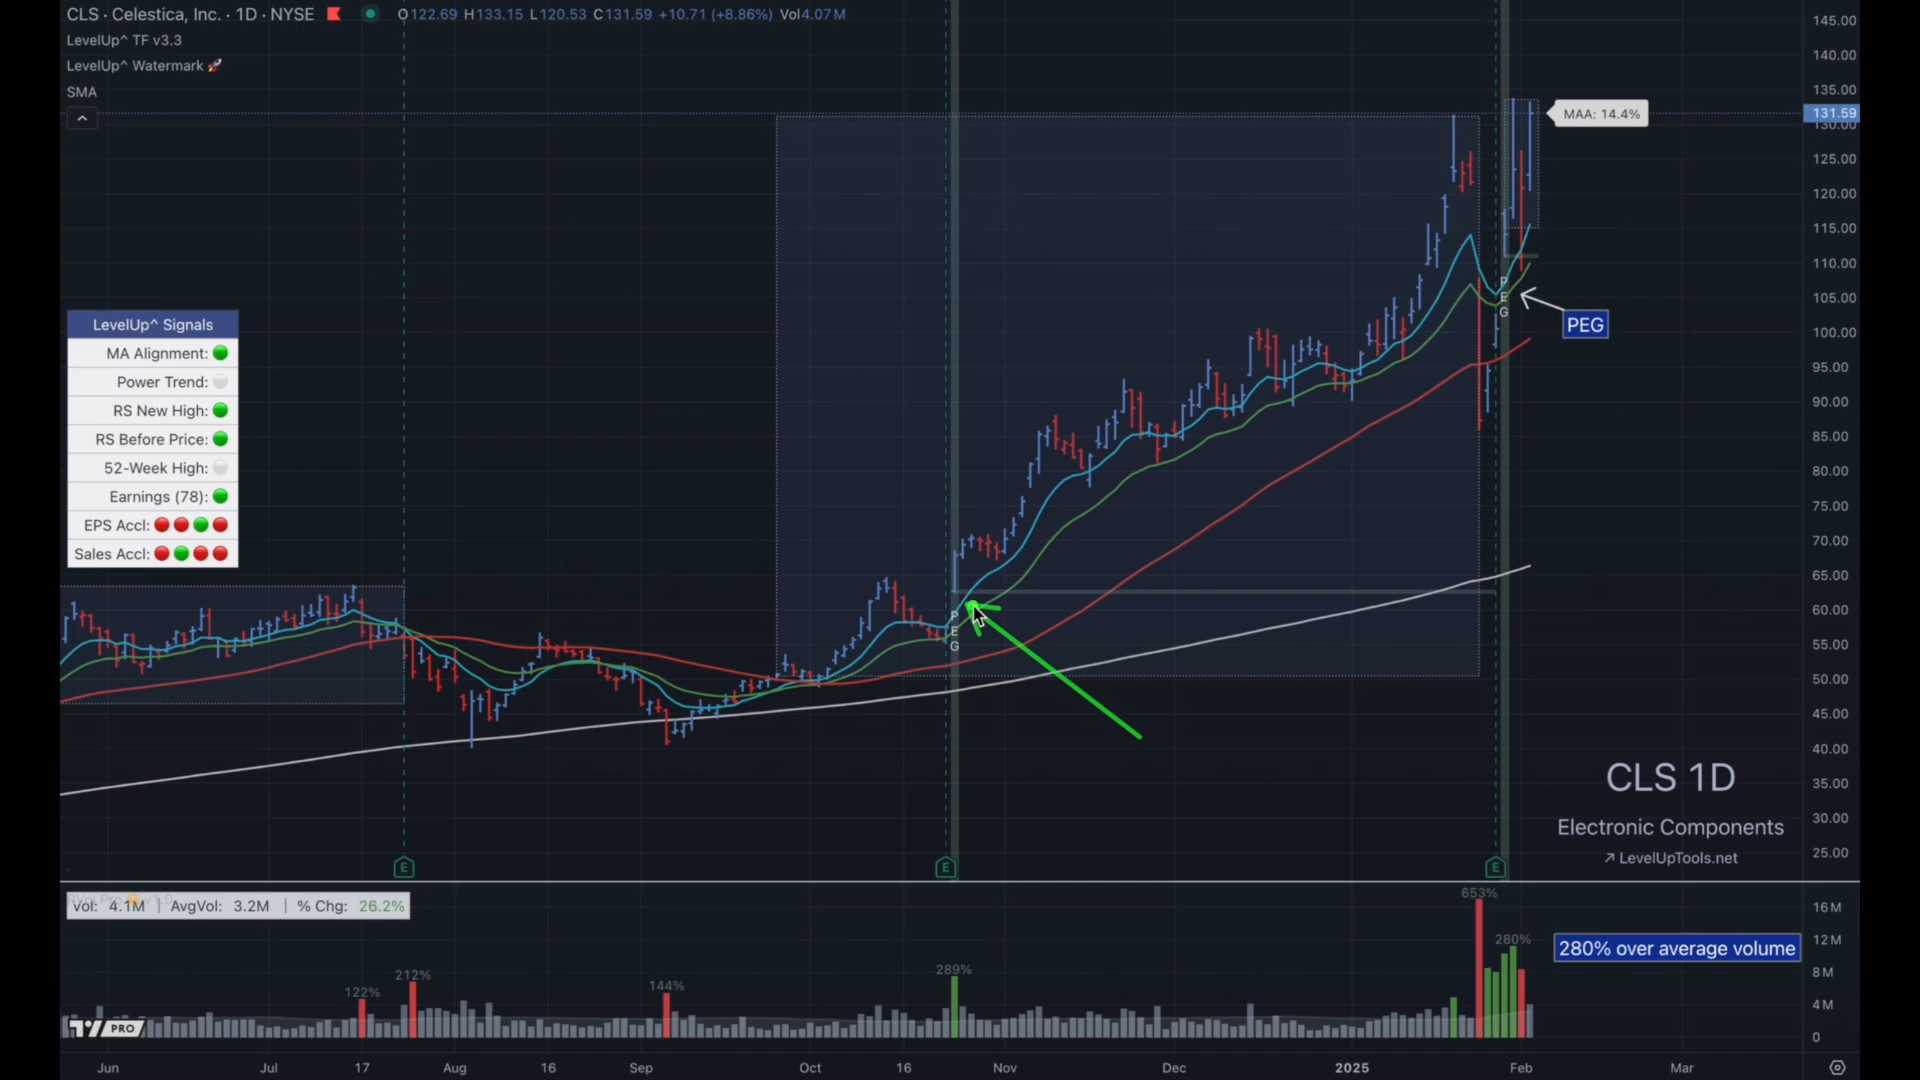 CLS · Celestica, Inc. · 1D · NYSE O122.69 H133.15 L120.53 C131.59 +10.71 (+8.86%) Vol4.07M
LevelUp^ TF v3.3
LevelUp^ Watermark
SMA
145.00
140.00
135.00
131.59
130.00
125.00
120.00
115.00
110.00
105.00
100.00
95.00
90.00
85.00
80.00
75.00
70.00
65.00
60.00
55.00
50.00
45.00
40.00
35.00
30.00
25.00
MAA: 14.4%
P
E
G
PEG
LevelUp^ Signals
MA Alignment:
Power Trend:
RS New High:
RS Before Price:
52-Week High:
Earnings (78):
EPS Accl:
Sales Accl:
P
E
G
CLS 1D
Electronic Components
↗ LevelUpTools.net
E
E
E
Vol: 4.1M | AvgVol: 3.2M | % Chg: 26.2%
122%
212%
144%
289%
653%
280%
280% over average volume
16 M
12 M
8 M
4 M
0
PRO
Jun Jul 17 Aug 16 Sep Oct 16 Nov Dec 2025 Feb Mar